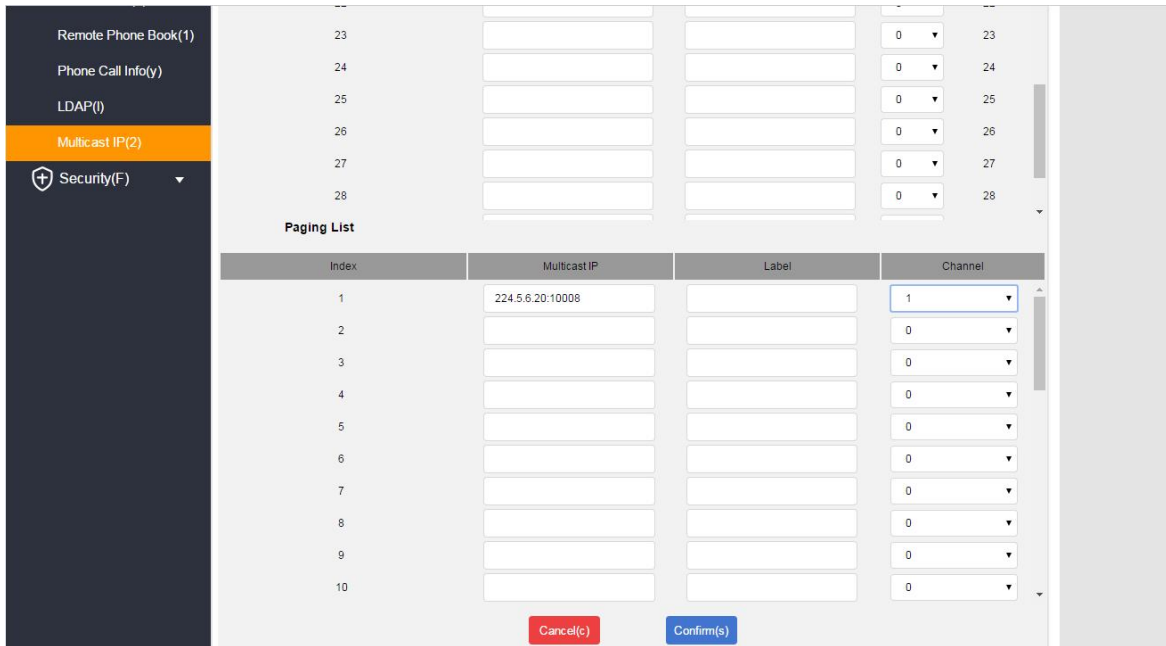 Remote Phone Book(1)
Phone Call Info(y)
LDAP(l)
Multicast IP(2)
Security(F)
23 0 23
24 0 24
25 0 25
26 0 26
27 0 27
28 0 28
Paging List
Index Multicast IP Label Channel
1 224.5.6.20:10008 1
2 0
3 0
4 0
5 0
6 0
7 0
8 0
9 0
10 0
Cancel(c) Confirm(s)